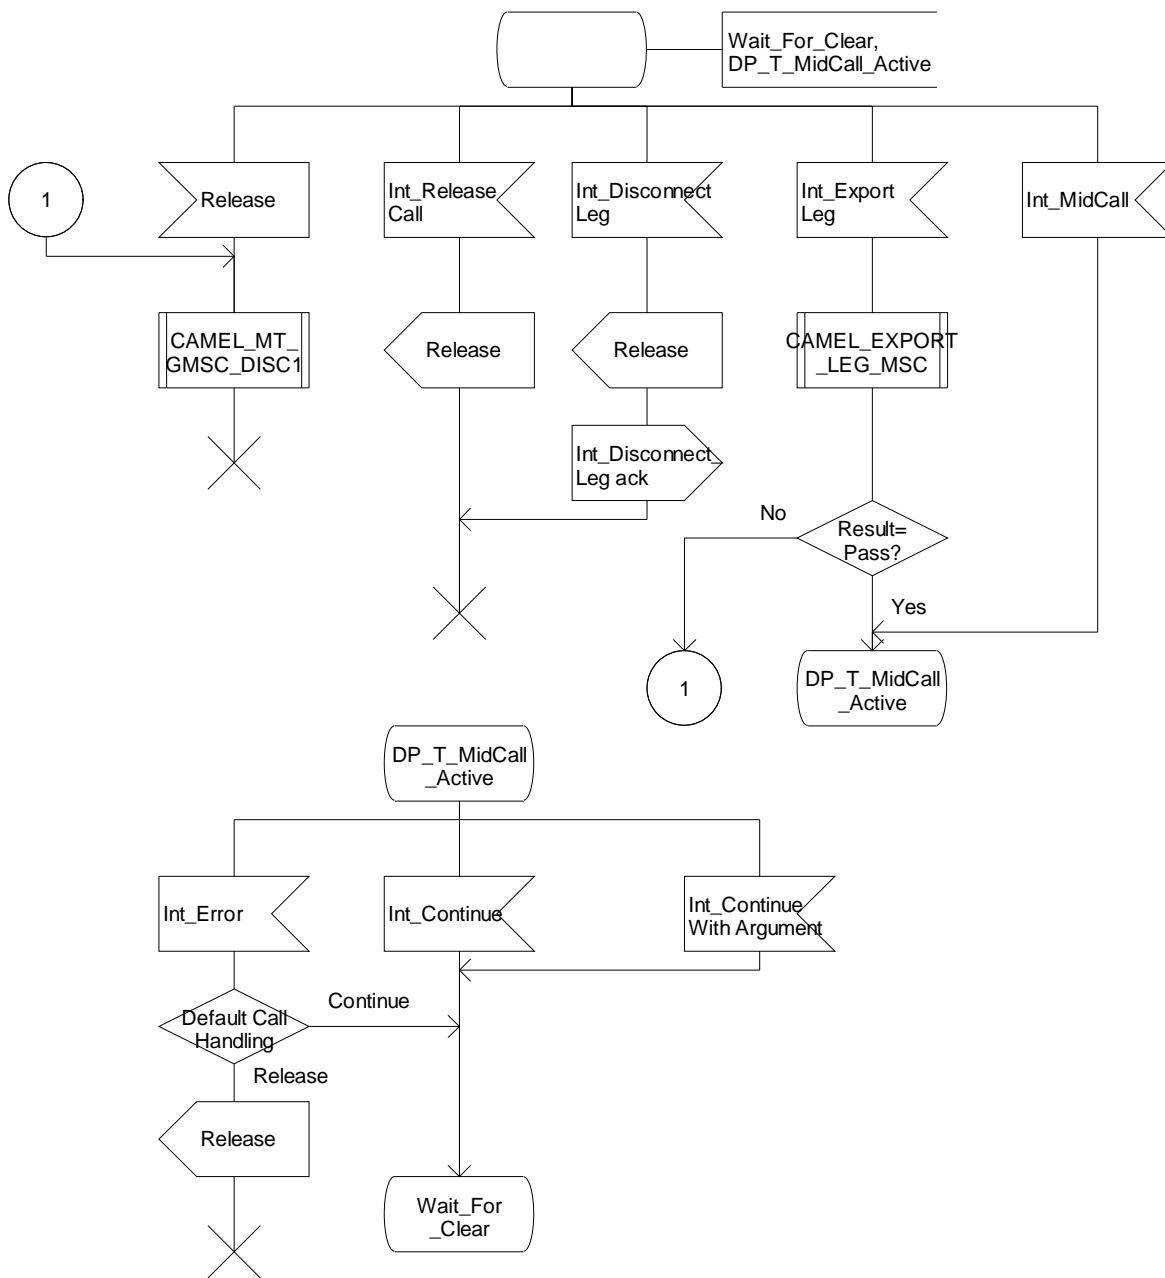 Wait_For_Clear,
DP_T_MidCall_Active
1
Release
Int_Release
Call
Int_Disconnect
Leg
Int_Export
Leg
Int_MidCall
CAMEL_MT_
GMSC_DISC1
Release
Release
CAMEL_EXPORT
_LEG_MSC
Int_Disconnect_
Leg ack
No
Result=
Pass?
Yes
1
DP_T_MidCall
_Active
DP_T_MidCall
_Active
Int_Error
Int_Continue
Int_Continue
With Argument
Continue
Default Call
Handling
Release
Release
Wait_For
_Clear